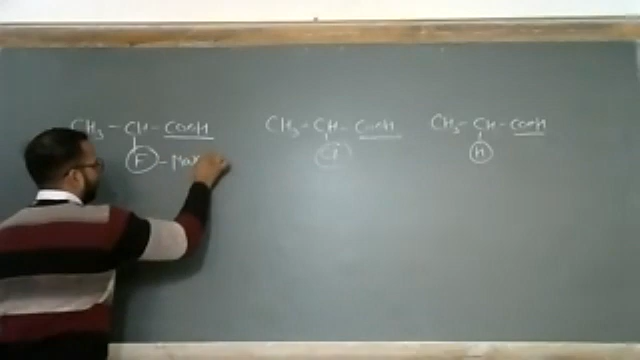 CH3 - CH - COOH
F - Max
CH3 - CH - COOH
Cl
CH3 - CH - COOH
H